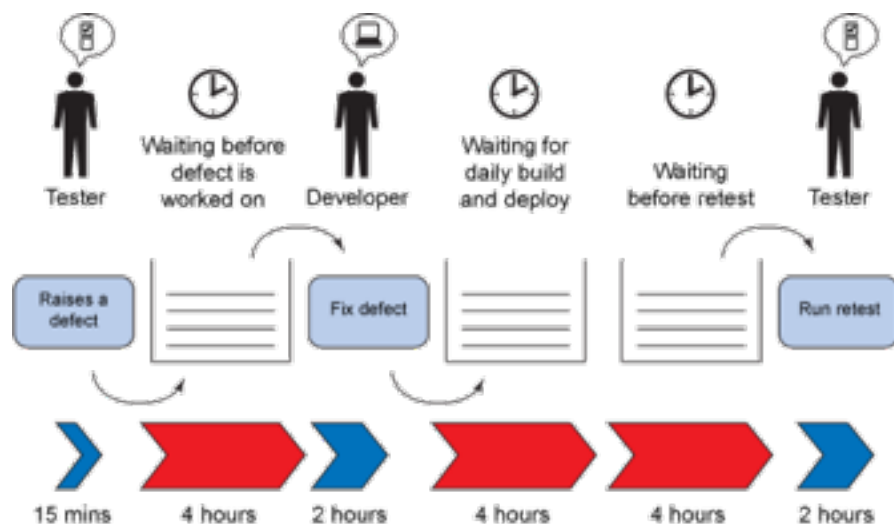 Waiting before
defect is
worked on
Waiting for
daily build
and deploy
Waiting
before retest
Tester
Developer
Tester
Raises a
defect
Fix defect
Run retest
15 mins
4 hours
2 hours
4 hours
4 hours
2 hours